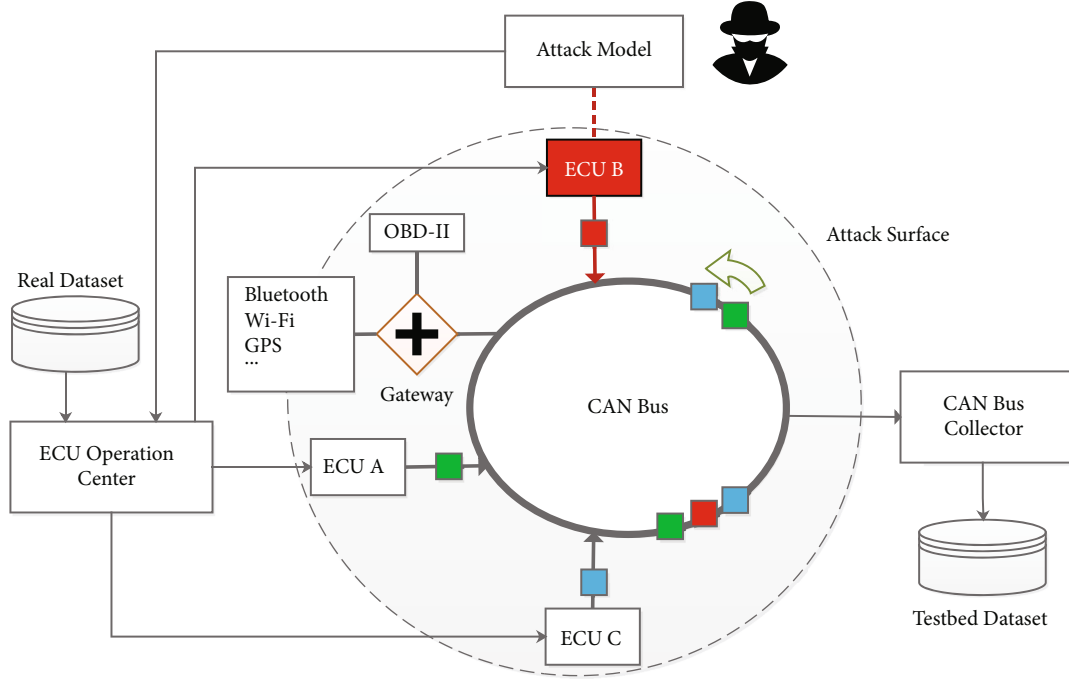 Attack Model
ECU B
OBD-II
Attack Surface
Real Dataset
Bluetooth
Wi-Fi
GPS
...
Gateway
CAN Bus
CAN Bus
Collector
ECU Operation
Center
ECU A
Testbed Dataset
ECU C